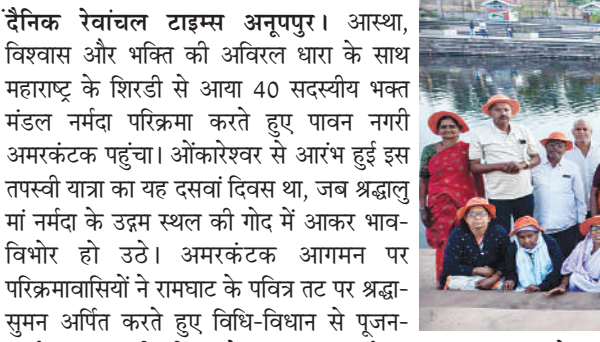 दैनिक रेवांचल टाइम्स अनूपपुर। आस्था,
विश्वास और भक्ति की अविरल धारा के साथ
महाराष्ट्र के शिरडी से आया 40 सदस्यीय भक्त
मंडल नर्मदा परिक्रमा करते हुए पावन नगरी
अमरकंटक पहुंचा। ओंकारेश्वर से आरंभ हुई इस
तपस्वी यात्रा का यह दसवां दिवस था, जब श्रद्धालु
मां नर्मदा के उद्गम स्थल की गोद में आकर भाव-
विभोर हो उठे। अमरकंटक आगमन पर
परिक्रमावासियों ने रामघाट के पवित्र तट पर श्रद्धा-
सुमन अर्पित करते हुए विधि-विधान से पूजन-